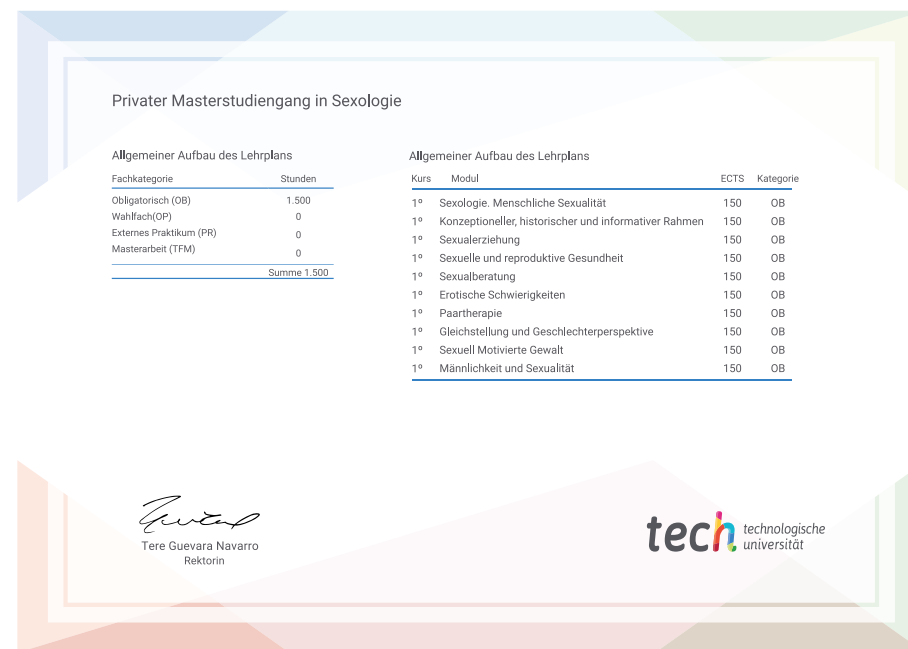 Privater Masterstudiengang in Sexologie
Allgemeiner Aufbau des Lehrplans
Fachkategorie Stunden
Obligatorisch (OB) 1.500
Wahlfach(OP) 0
Externes Praktikum (PR) 0
Masterarbeit (TFM) 0
Summe 1.500
Allgemeiner Aufbau des Lehrplans
Kurs Modul ECTS Kategorie
1º Sexologie. Menschliche Sexualität 150 OB
1º Konzeptioneller, historischer und informativer Rahmen 150 OB
1º Sexualerziehung 150 OB
1º Sexuelle und reproduktive Gesundheit 150 OB
1º Sexualberatung 150 OB
1º Erotische Schwierigkeiten 150 OB
1º Paartherapie 150 OB
1º Gleichstellung und Geschlechterperspektive 150 OB
1º Sexuell Motivierte Gewalt 150 OB
1º Männlichkeit und Sexualität 150 OB
Tere Guevara Navarro
Rektorin
tech technologische
universität